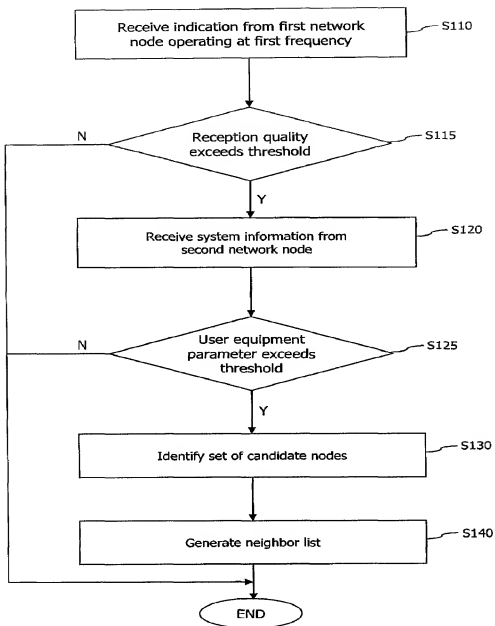 Receive indication from first network
node operating at first frequency
S110
N
Reception quality
exceeds threshold
S115
Y
Receive system information from
second network node
S120
N
User equipment
parameter exceeds
threshold
S125
Y
Identify set of candidate nodes
S130
Generate neighbor list
S140
END